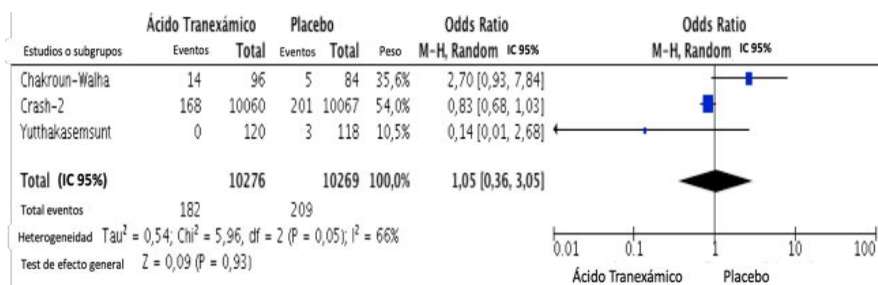 Ácido Tranexámico Placebo Odds Ratio Odds Ratio
Estudios o subgrupos Eventos Total Eventos Total Peso M-H, Random IC 95% M-H, Random IC 95%
Chakroun-Walha 14 96 5 84 35,6% 2,70 [0,93, 7,84]
Crash-2 168 10060 201 10067 54,0% 0,83 [0,68, 1,03]
Yutthakasemsunt 0 120 3 118 10,5% 0,14 [0,01, 2,68]
Total (IC 95%) 10276 10269 100,0% 1,05 [0,36, 3,05]
Total eventos 182 209
Heterogeneidad Tau² = 0,54; Chi² = 5,96, df = 2 (P = 0,05); I² = 66%
Test de efecto general Z = 0,09 (P = 0,93)
0.01 0.1 1 10 100
Ácido Tranexámico Placebo